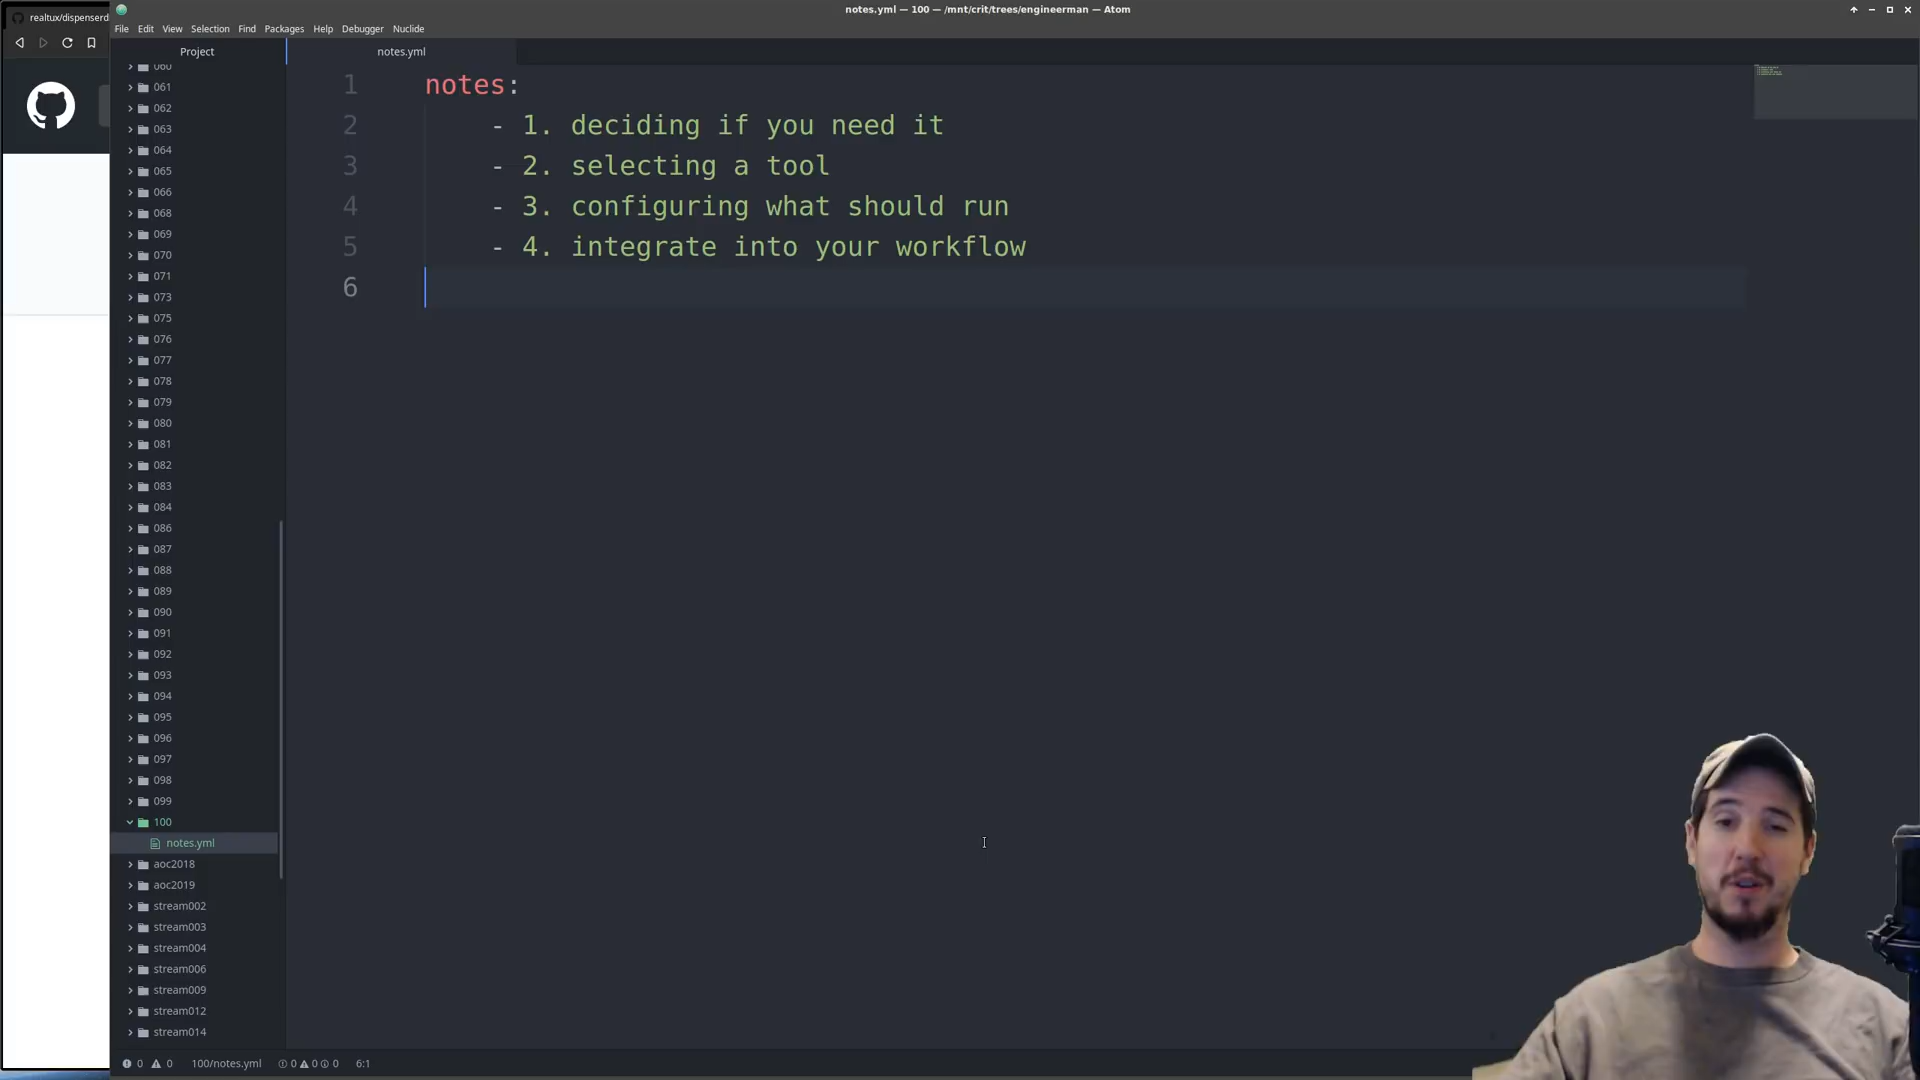 realtux/dispenserd
notes.yml — 100 — /mnt/crit/trees/engineerman — Atom
File Edit View Selection Find Packages Help Debugger Nuclide
Project
notes.yml
060
061
062
063
064
065
066
068
069
070
071
073
075
076
077
078
079
080
081
082
083
084
086
087
088
089
090
091
092
093
094
095
096
097
098
099
100
notes.yml
aoc2018
aoc2019
stream002
stream003
stream004
stream006
stream009
stream012
stream014
1 notes:
2 - 1. deciding if you need it
3 - 2. selecting a tool
4 - 3. configuring what should run
5 - 4. integrate into your workflow
6
0 0 100/notes.yml 0 0 0 6:1